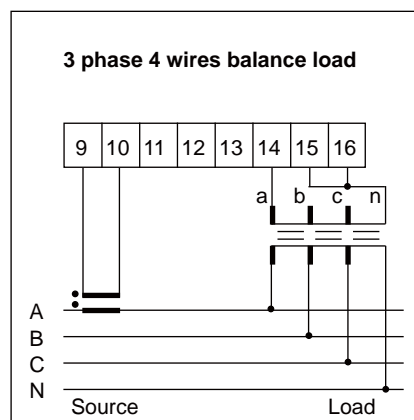 3 phase 4 wires balance load
9 10 11 12 13 14 15 16
a b c n
A
B
C
N
Source Load